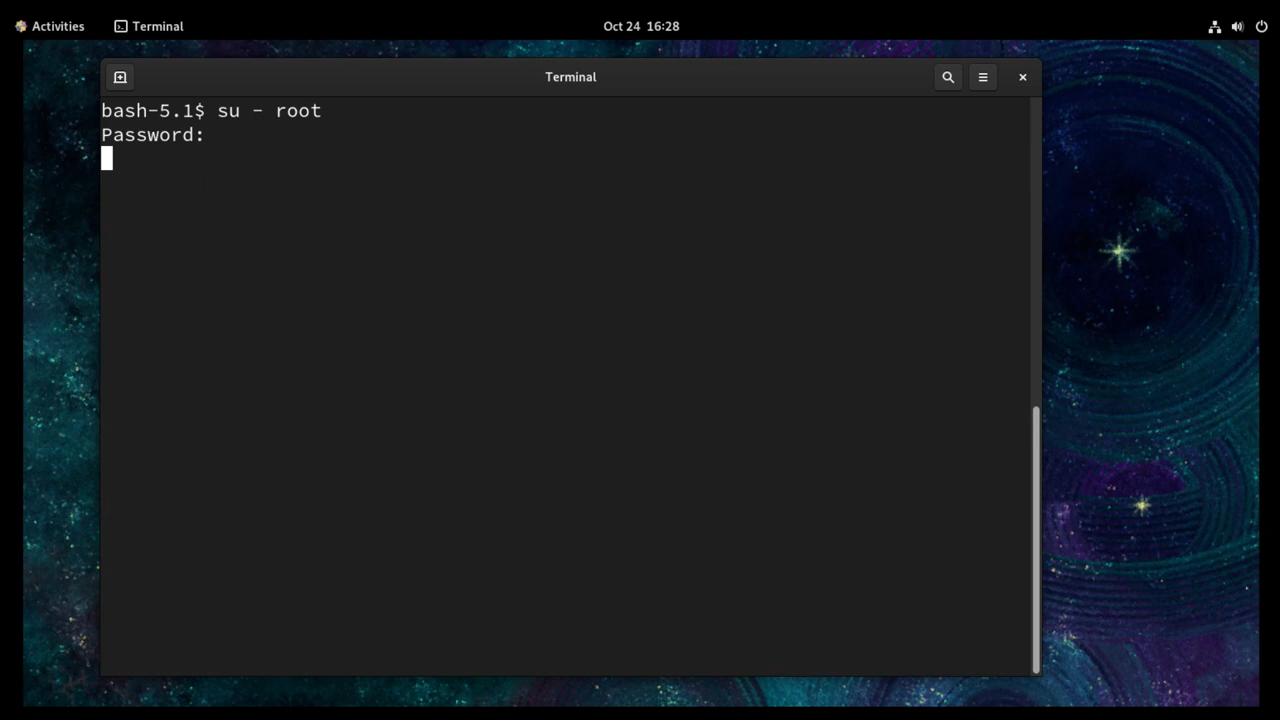 Activities Terminal Oct 24 16:28
Terminal
bash-5.1$ su - root
Password: